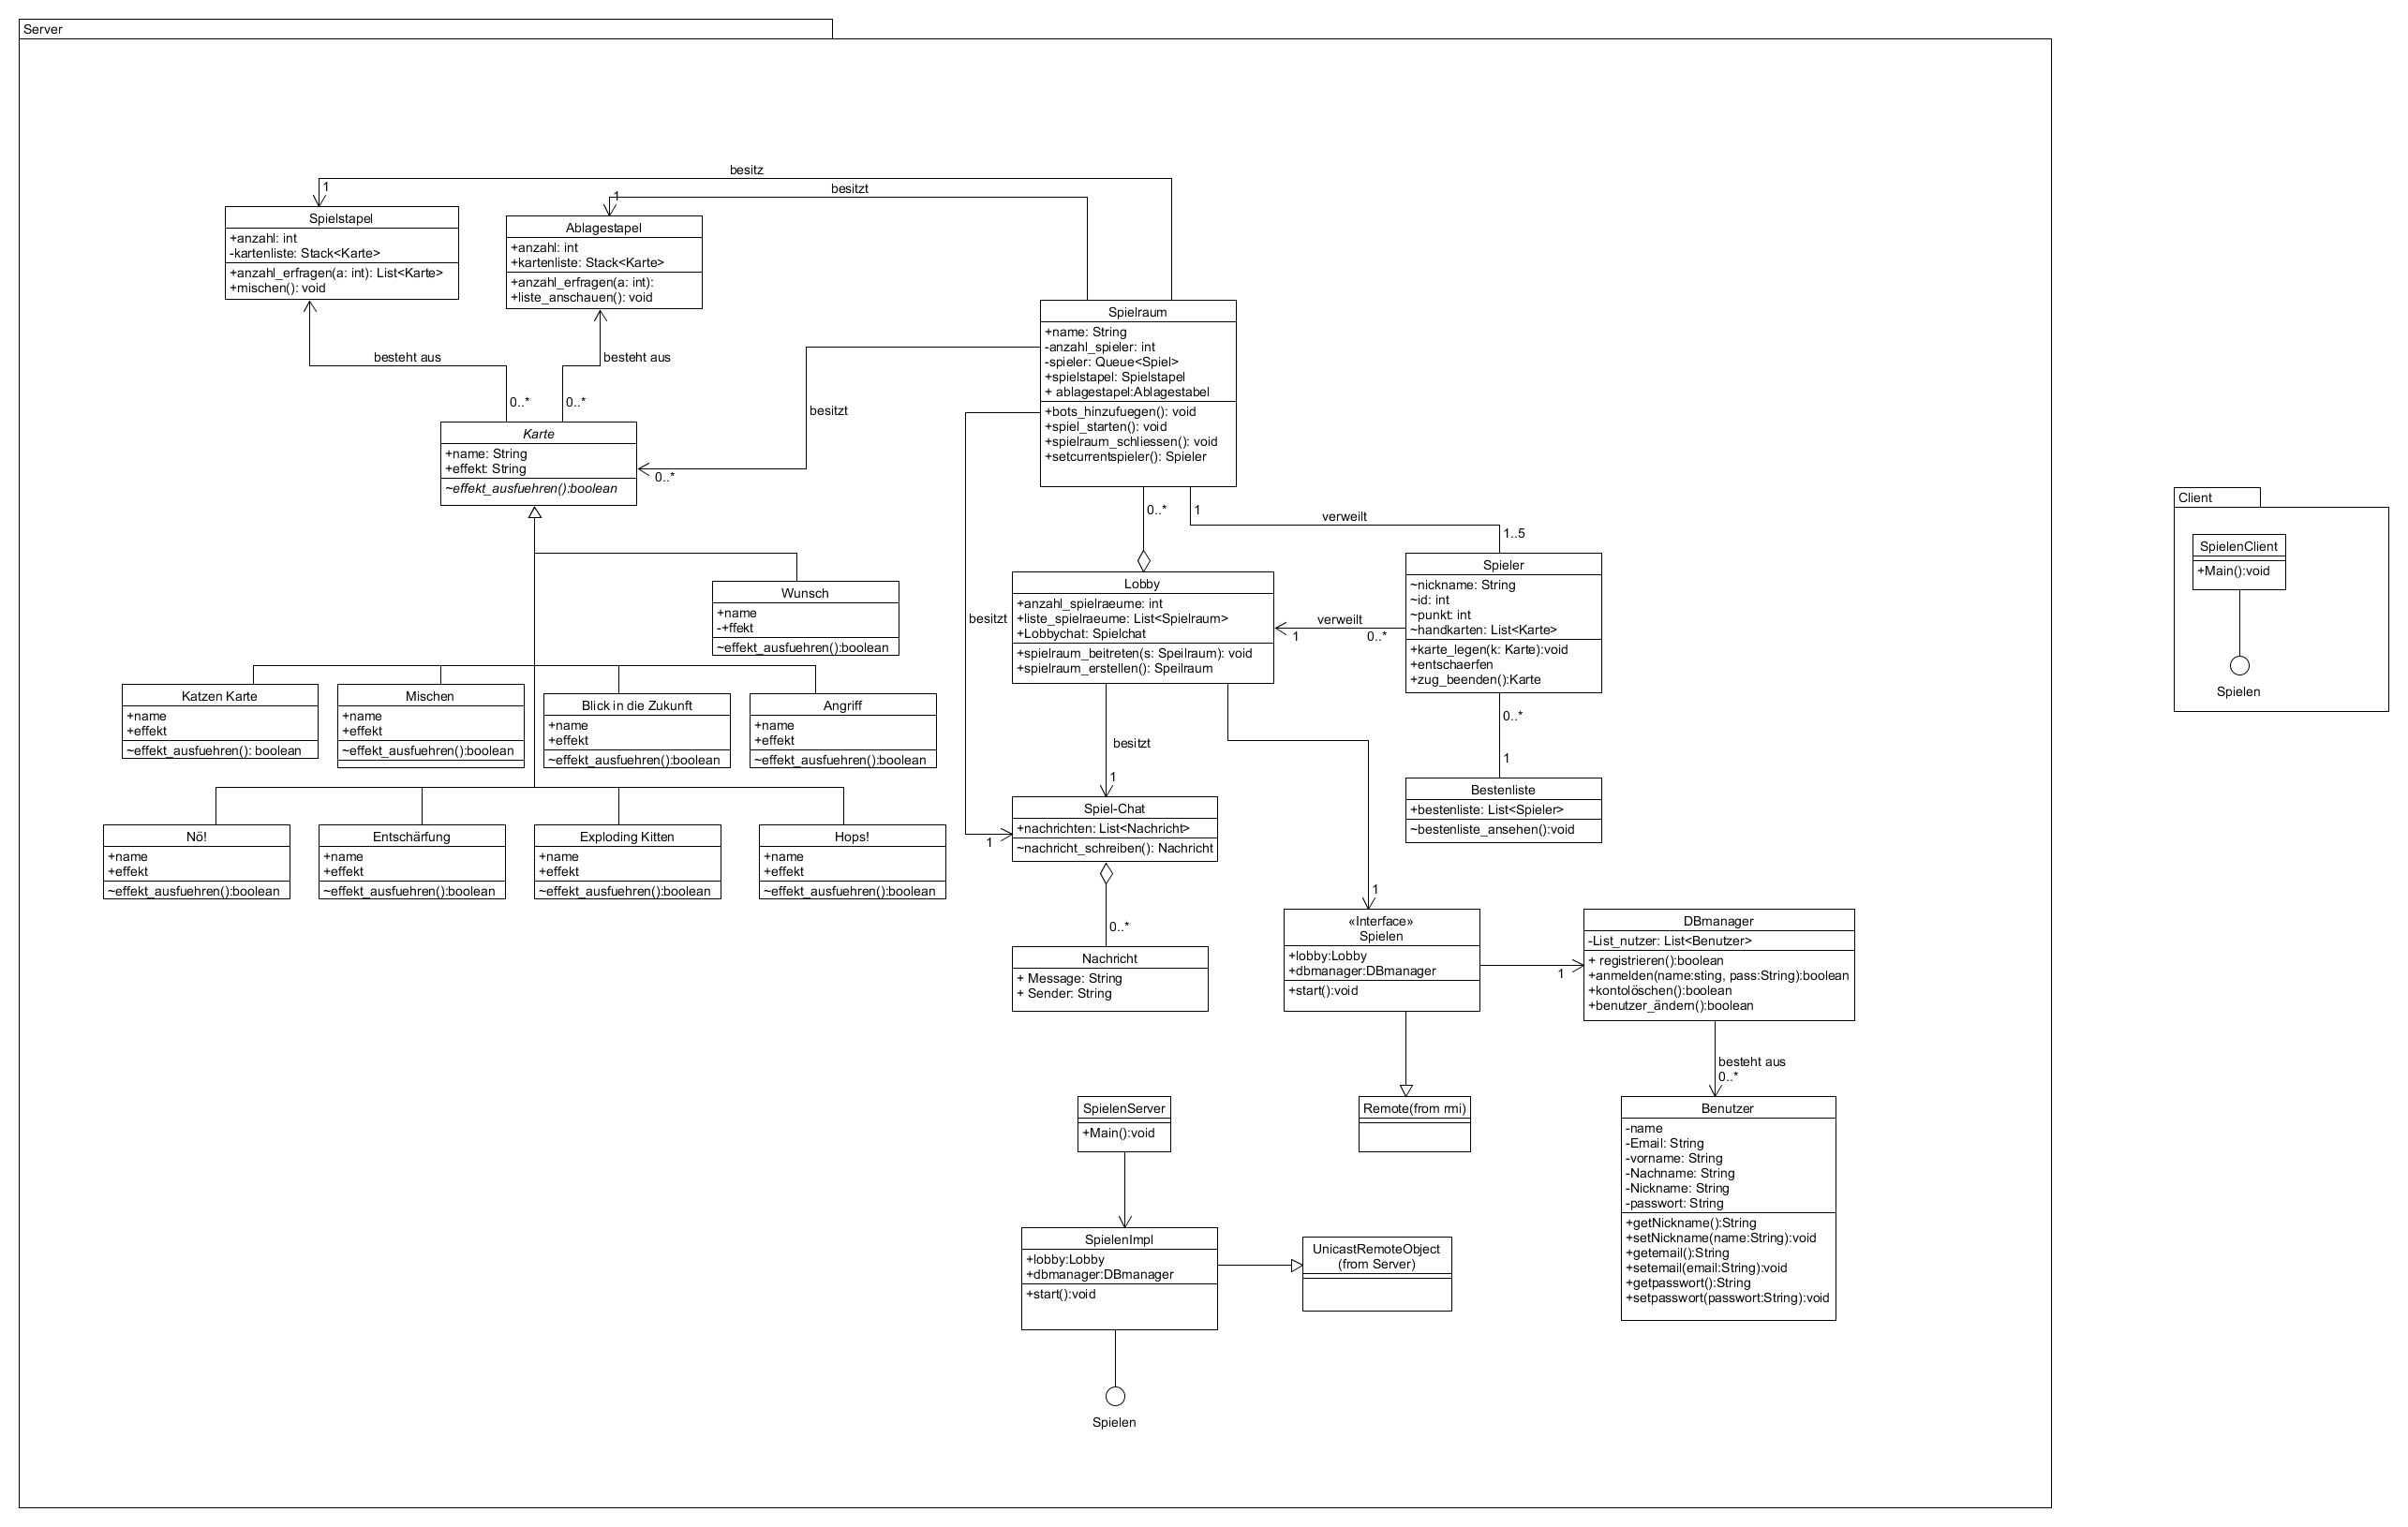 Server
besitz
1
besitzt
1
Spielstapel
+anzahl: int
-kartenliste: Stack<Karte>
+anzahl_erfragen(a: int): List<Karte>
+mischen(): void
Ablagestapel
+anzahl: int
+kartenliste: Stack<Karte>
+anzahl_erfragen(a: int):
+liste_anschauen(): void
Spielraum
+name: String
-anzahl_spieler: int
-spieler: Queue<Spiel>
+spielstapel: Spielstapel
+ ablagestapel:Ablagestabel
+bots_hinzufuegen(): void
+spiel_starten(): void
+spielraum_schliessen(): void
+setcurrentspieler(): Spieler
besteht aus
besteht aus
0..*
0..*
besitzt
0..*
Karte
+name: String
+effekt: String
~effekt_ausfuehren():boolean
0..*
1
verweilt
1..5
Wunsch
+name
-+ffekt
~effekt_ausfuehren():boolean
besitzt
Lobby
+anzahl_spielraeume: int
+liste_spielraeume: List<Spielraum>
+Lobbychat: Spielchat
+spielraum_beitreten(s: Speilraum): void
+spielraum_erstellen(): Speilraum
verweilt
1
0..*
Spieler
~nickname: String
~id: int
~punkt: int
~handkarten: List<Karte>
+karte_legen(k: Karte):void
+entschaerfen
+zug_beenden():Karte
Katzen Karte
+name
+effekt
~effekt_ausfuehren(): boolean
Mischen
+name
+effekt
~effekt_ausfuehren():boolean
Blick in die Zukunft
+name
+effekt
~effekt_ausfuehren():boolean
Angriff
+name
+effekt
~effekt_ausfuehren():boolean
besitzt
1
0..*
1
Nö!
+name
+effekt
~effekt_ausfuehren():boolean
Entschärfung
+name
+effekt
~effekt_ausfuehren():boolean
Exploding Kitten
+name
+effekt
~effekt_ausfuehren():boolean
Hops!
+name
+effekt
~effekt_ausfuehren():boolean
1
Spiel-Chat
+nachrichten: List<Nachricht>
~nachricht_schreiben(): Nachricht
Bestenliste
+bestenliste: List<Spieler>
~bestenliste_ansehen():void
0..*
1
Nachricht
+ Message: String
+ Sender: String
«Interface»
Spielen
+lobby:Lobby
+dbmanager:DBmanager
+start():void
1
DBmanager
-List_nutzer: List<Benutzer>
+ registrieren():boolean
+anmelden(name:sting, pass:String):boolean
+kontolöschen():boolean
+benutzer_ändern():boolean
besteht aus
0..*
SpielenServer
+Main():void
Remote(from rmi)
Benutzer
-name
-Email: String
-vorname: String
-Nachname: String
-Nickname: String
-passwort: String
+getNickname():String
+setNickname(name:String):void
+getemail():String
+setemail(email:String):void
+getpasswort():String
+setpasswort(passwort:String):void
SpielenImpl
+lobby:Lobby
+dbmanager:DBmanager
+start():void
UnicastRemoteObject
(from Server)
Spielen
Client
SpielenClient
+Main():void
Spielen